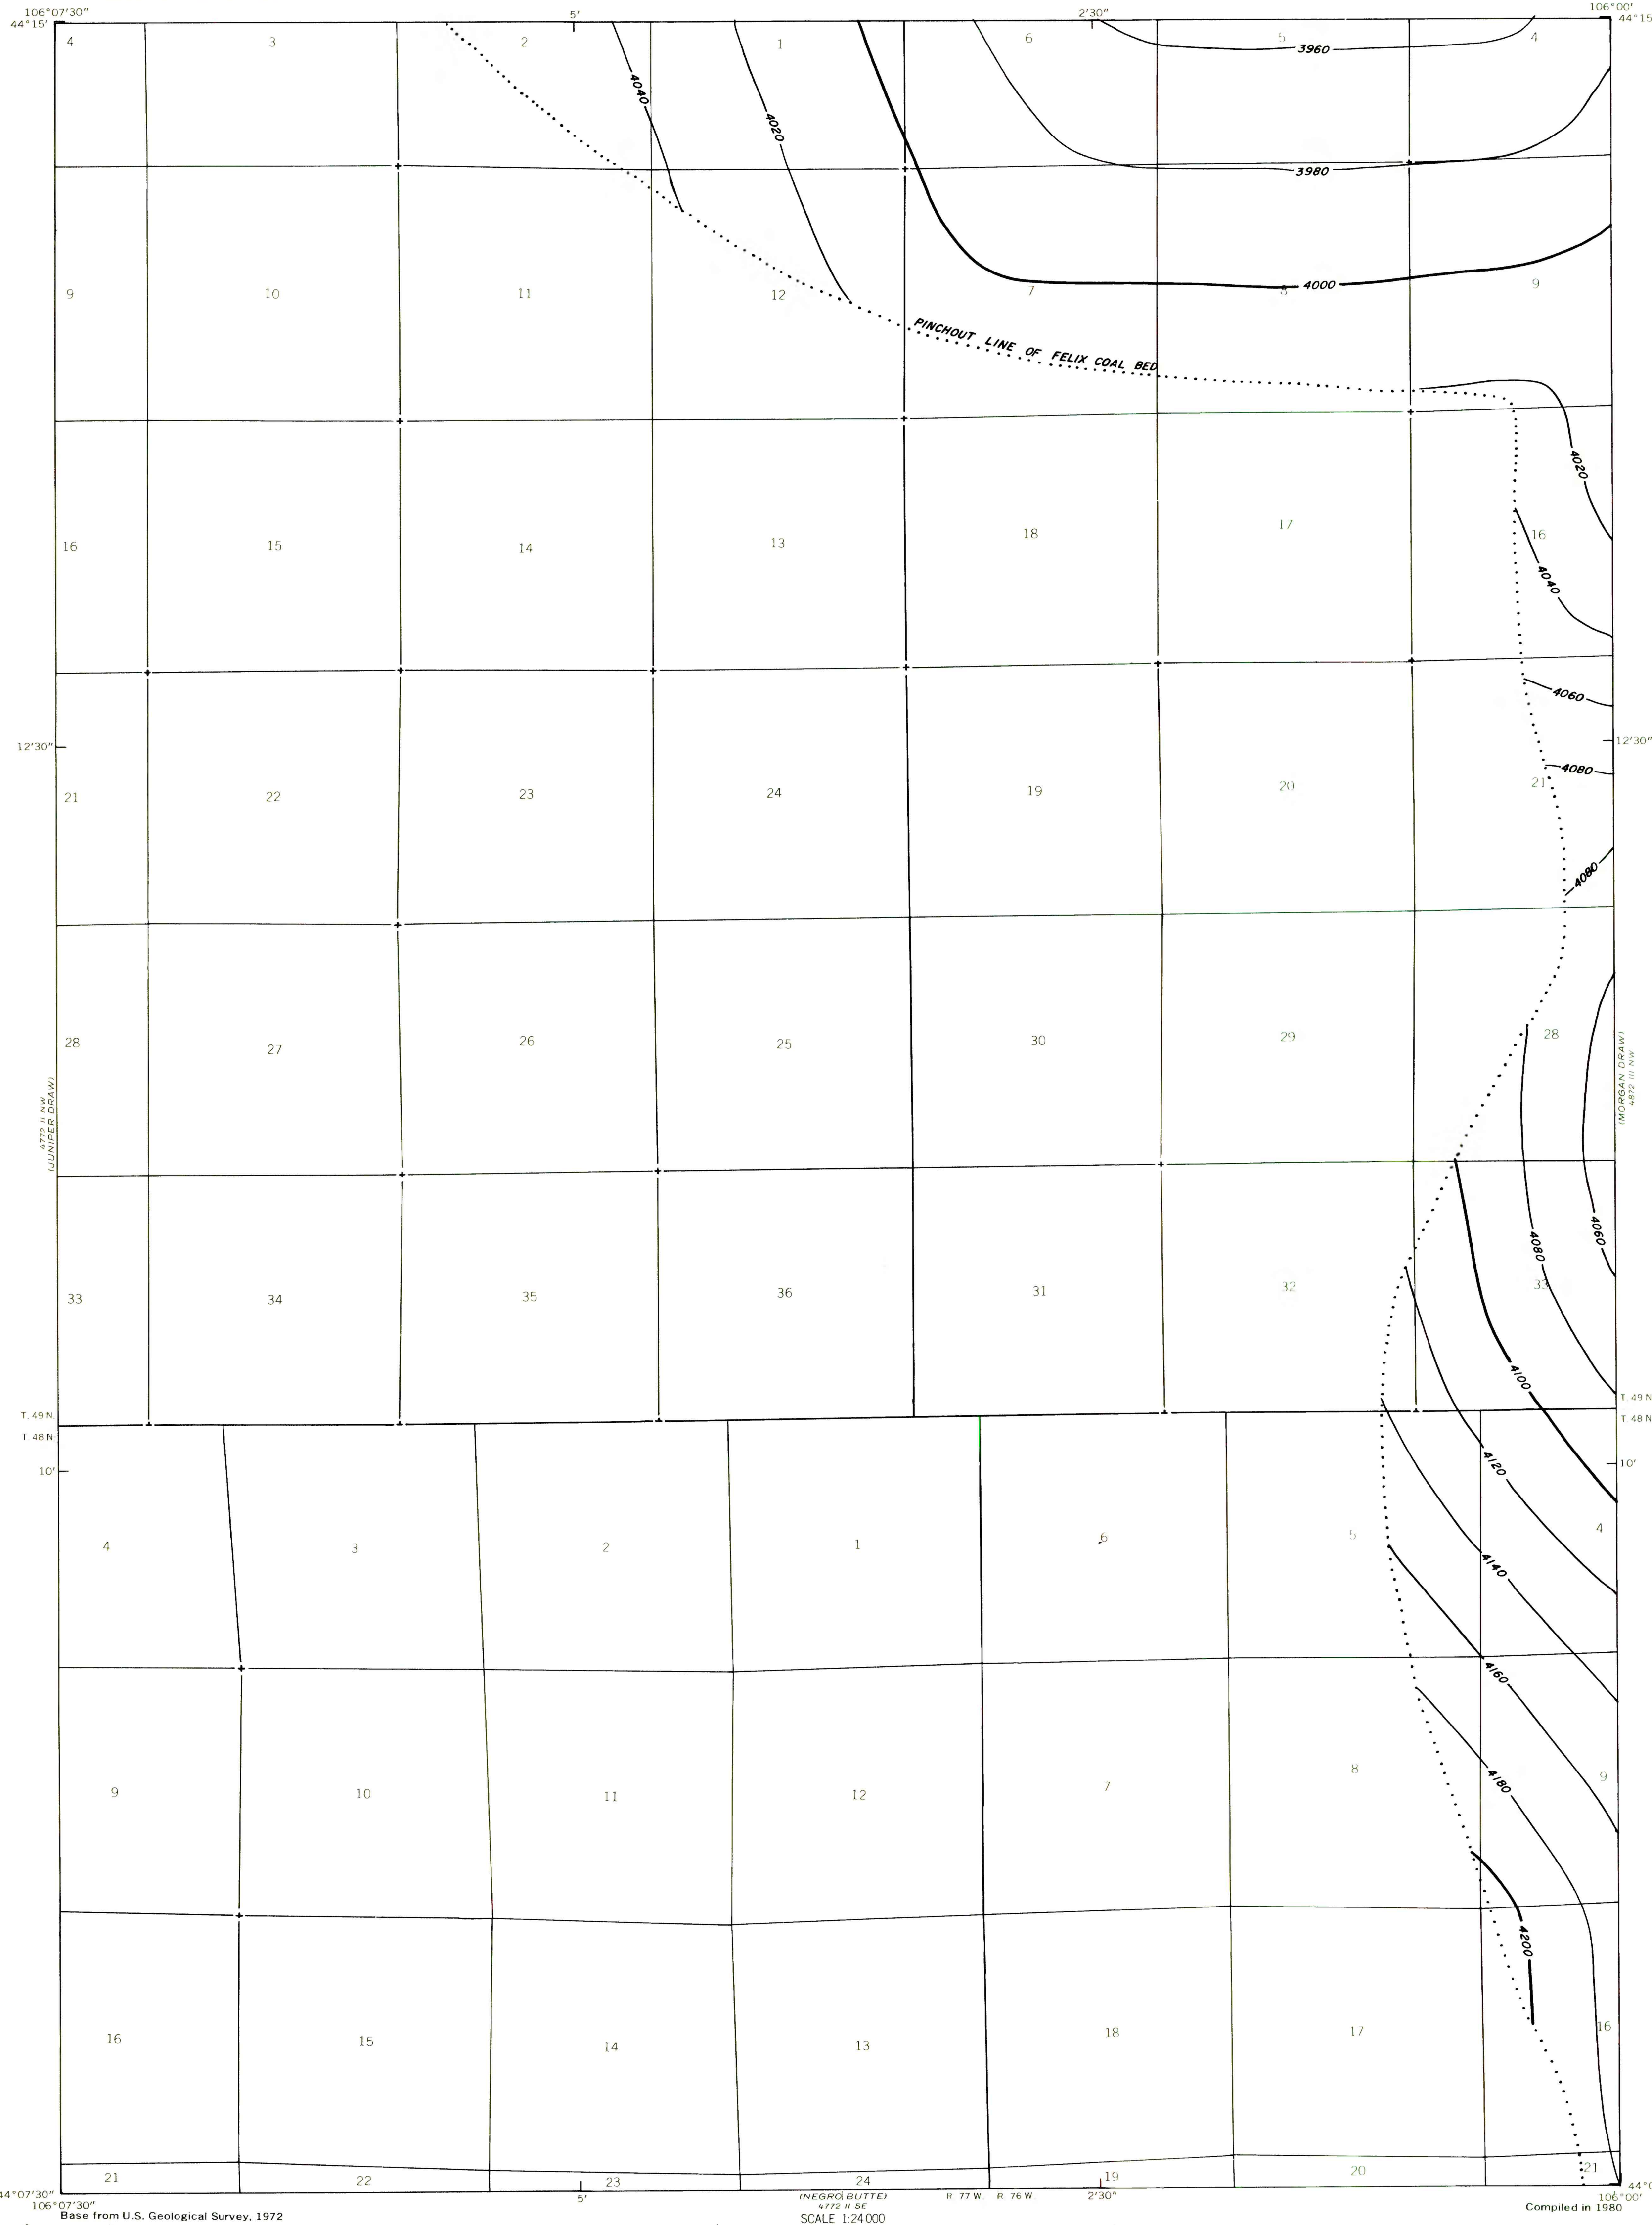 106°07'30" 5' 2'30" 106°00'
44°15' 44°15'
4 3 2 1 6 5 4
3960
4040
4020
3980
9 10 11 12 7 8 9
4000
PINCHOUT LINE OF FELIX COAL BED
4020
16 15 14 13 18 17 16
4040
4060
12'30" 12'30"
4080
21 22 23 24 19 20 21
4080
28 27 26 25 30 29 28
4772 II NW
(JUNIPER DRAW)
(MORGAN DRAW)
4872 III NW
4060
4080
33 34 35 36 31 32 33
4100
T. 49 N. T. 49 N
T 48 N T 48 N
10' 10'
4120
4 3 2 1 6 5 4
4140
4160
9 10 11 12 7 8 9
4180
4200
16 15 14 13 18 17 16
21 22 23 24 19 20 21
44°07'30"
106°07'30" 5' (NEGRO BUTTE) R 77 W. R 76 W 2'30" 106°00'
4772 II SE
Base from U.S. Geological Survey, 1972
SCALE 1:24 000
Compiled in 1980